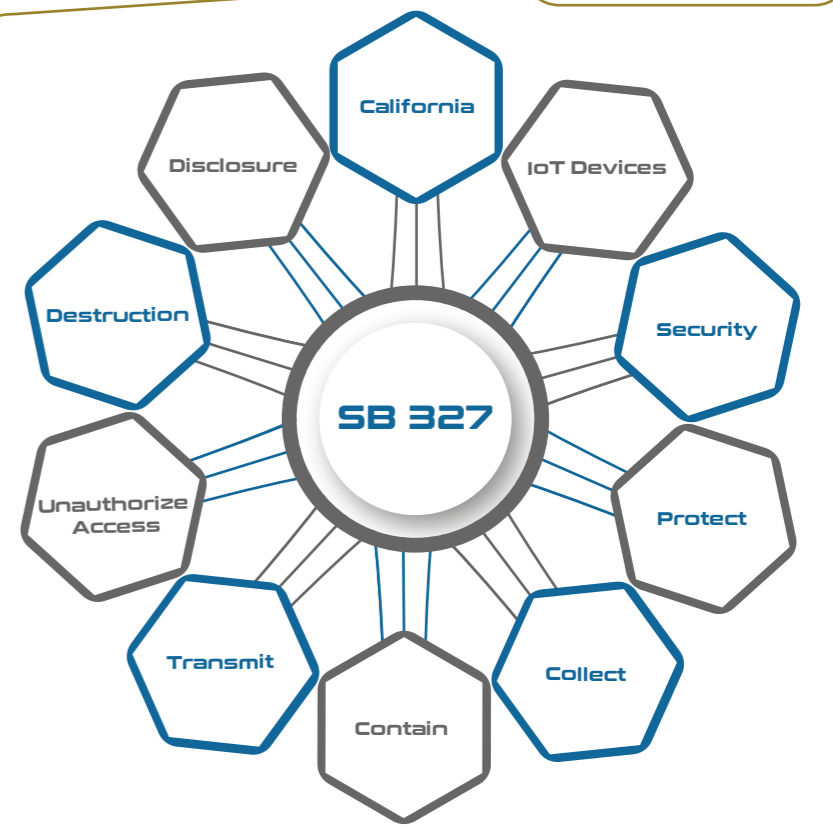 California
IoT Devices
Security
Protect
Collect
Contain
Transmit
Unauthorize
Access
Destruction
Disclosure
SB 327